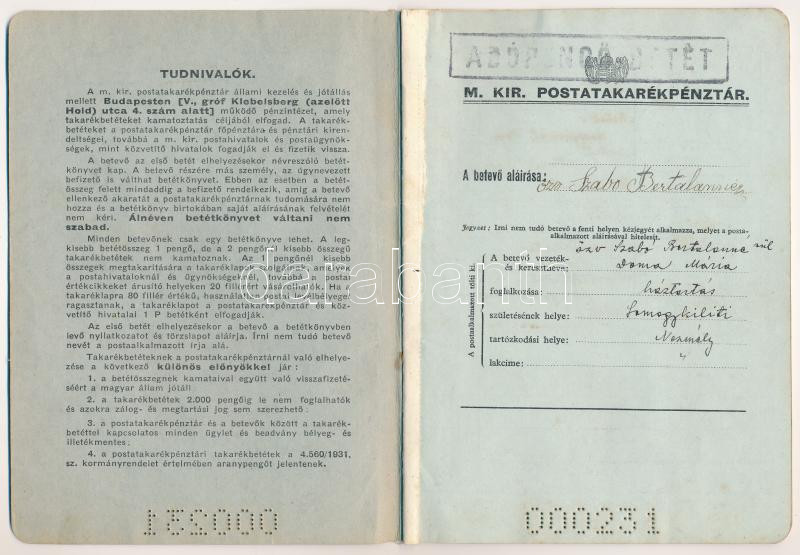 TUDNIVALÓK.
A m. kir. postatakarékpénztár állami kezelés és jótállás
mellett Budapesten [V., gróf Klebelsberg (azelőtt
Hold) utca 4. szám alatt] működő pénzintézet, amely
takarékbetéteket kamatoztatás céljából elfogad. A takarék-
betéteket a postatakarékpénztár főpénztára és pénztári kiren-
deltségei, továbbá a m. kir. postahivatalok és postaügynök-
ségek, mint közvetítő hivatalok fogadják el és fizetik vissza.
A betevő az első betét elhelyezésekor névreszóló betét-
könyvet kap. A betevő részére más személy, az úgynevezett
befizető is válthat betétkönyvet. Ebben az esetben a betét-
összeg felett mindaddig a befizető rendelkezik, amíg a betevő
ellenkező akaratát a postatakarékpénztárnak tudomására nem
hozza és a betétkönyv birtokában saját aláírásának felvételét
nem kéri. Álnéven betétkönyvet váltani nem
szabad.
Minden betevőnek csak egy betétkönyve lehet. A leg-
kisebb betétösszeg 1 pengő, de a 2 pengőnél kisebb összegű
takarékbetétek nem kamatoznak. Az 1 pengőnél kisebb
összegek megtakarítására a takaréklapok szolgálnak, amelyek
a postahivataloknál és ügynökségeknél, továbbá a postai
értékcikkeket árusító helyeken 20 fillérért vásárolhatók. Ha a
takaréklapra 80 fillér értékű, használatlan postai bélyeget
ragasztanak, a takaréklapot a postatakarékpénztár és köz-
vetítő hivatalai 1 P betétként elfogadják.
Az első betét elhelyezésekor a betevő a betétkönyvben
levő nyilatkozatot és törzslapot aláírja. Írni nem tudó betevő
nevét a postaalkalmazott írja alá.
Takarékbetéteknek a postatakarékpénztárnál való elhelye-
zése a következő különös előnyökkel jár:
1. a betétösszegnek kamataival együtt való visszafizeté-
séért a magyar állam jótáll;
2. a takarékbetétek 2.000 pengőig le nem foglalhatók
és azokra zálog- és megtartási jog sem szerezhető;
3. a postatakarékpénztár és a betevők között a takarék-
betéttel kapcsolatos minden ügylet és beadvány bélyeg- és
illetékmentes;
4. a postatakarékpénztári takarékbetétek a 4.560/1931.
sz. kormányrendelet értelmében aranypengőt jelentenek.
000231
ADÓPENGŐ BETÉT
M. KIR. POSTATAKARÉKPÉNZTÁR.
A betevő aláírása: özv. Szabo Bertalanné
Jegyzet: Írni nem tudó betevő a fenti helyen kézjegyét alkalmazza, melyet a posta-
alkalmazott aláírásával hitelesít.
A postaalkalmazott tölti ki.
özv Szabó Bertalanné szül
A betevő vezeték-
és keresztneve: Doma Mária
foglalkozása: háztartás
születésének helye: Somogykiliti
tartózkodási helye: Neszmély
lakcíme: "
000231
darabanth